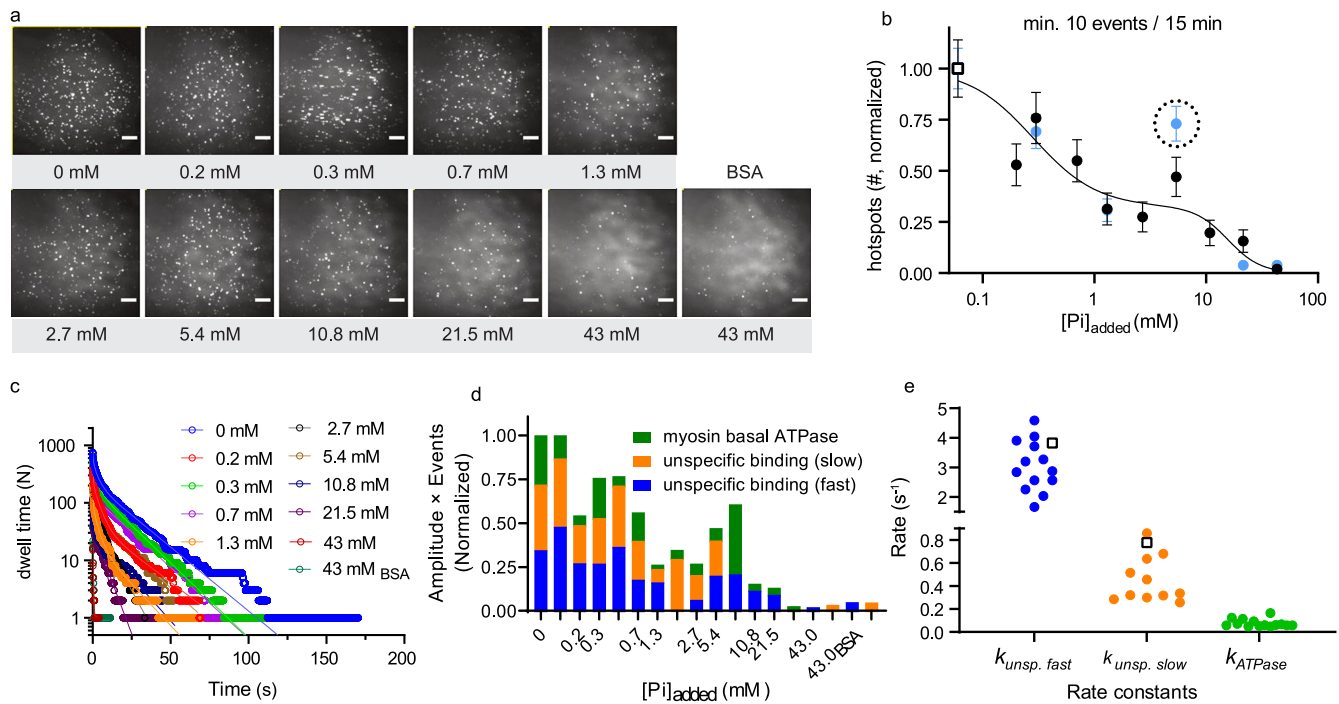 a
0 mM
0.2 mM
0.3 mM
0.7 mM
1.3 mM
BSA
2.7 mM
5.4 mM
10.8 mM
21.5 mM
43 mM
43 mM
b
min. 10 events / 15 min
hotspots (#, normalized)
1.00
0.75
0.50
0.25
0.00
0.1
1
10
100
[Pi]added (mM)
c
dwell time (N)
1000
100
10
1
0
50
100
150
200
Time (s)
0 mM
0.2 mM
0.3 mM
0.7 mM
1.3 mM
2.7 mM
5.4 mM
10.8 mM
21.5 mM
43 mM
43 mM BSA
d
Amplitude × Events
(Normalized)
1.00
0.75
0.50
0.25
0.00
myosin basal ATPase
unspecific binding (slow)
unspecific binding (fast)
0
0.2
0.3
0.7
1.3
2.7
5.4
10.8
21.5
43.0
43.0BSA
[Pi]added (mM)
e
Rate (s⁻¹)
5
4
3
2
0.8
0.6
0.4
0.2
0.0
kunsp. fast
kunsp. slow
kATPase
Rate constants